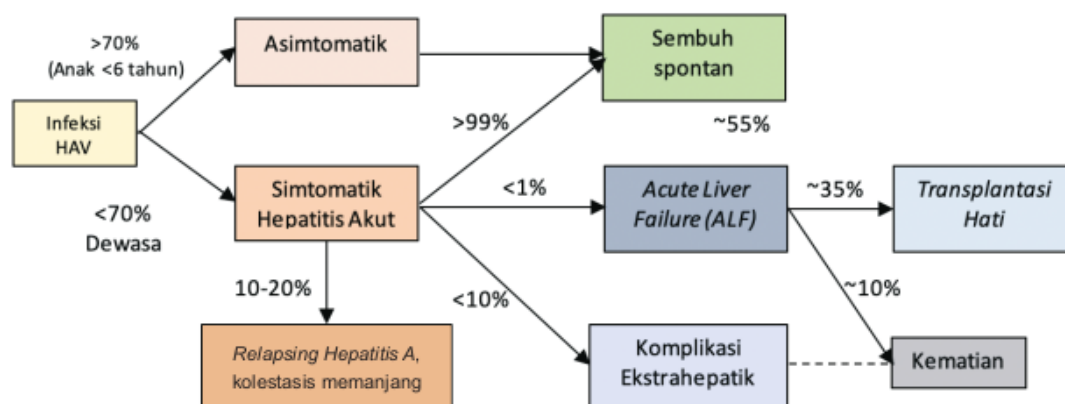 >70%
(Anak <6 tahun)
Asimtomatik
Sembuh
spontan
Infeksi
HAV
>99%
~55%
<70%
Dewasa
Simtomatik
Hepatitis Akut
<1%
Acute Liver
Failure (ALF)
~35%
Transplantasi
Hati
10-20%
<10%
~10%
Relapsing Hepatitis A,
kolestasis memanjang
Komplikasi
Ekstrahepatik
Kematian